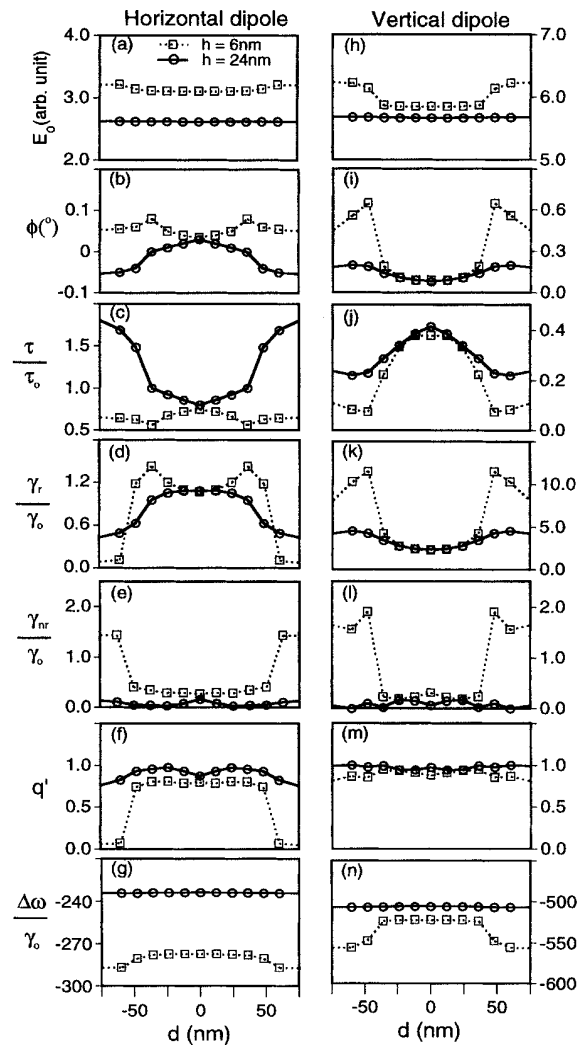 Horizontal dipole
Vertical dipole
4.0
3.0
2.0
E₀(arb. unit)
(a)
h = 6nm
h = 24nm
(h)
7.0
6.0
5.0
0.1
0
-0.1
ϕ(°)
(b)
(i)
0.6
0.3
0.0
1.5
1.0
0.5
τ/τ₀
(c)
(j)
0.4
0.2
0.0
1.2
0.6
0.0
γᵣ/γ₀
(d)
(k)
10.0
5.0
0.0
2.0
1.0
0.0
γₙᵣ/γ₀
(e)
(l)
2.0
1.0
0.0
1.0
0.5
0.0
q'
(f)
(m)
1.0
0.5
0.0
-240
-270
-300
Δω/γ₀
(g)
(n)
-500
-550
-600
-50 0 50
d (nm)
-50 0 50
d (nm)